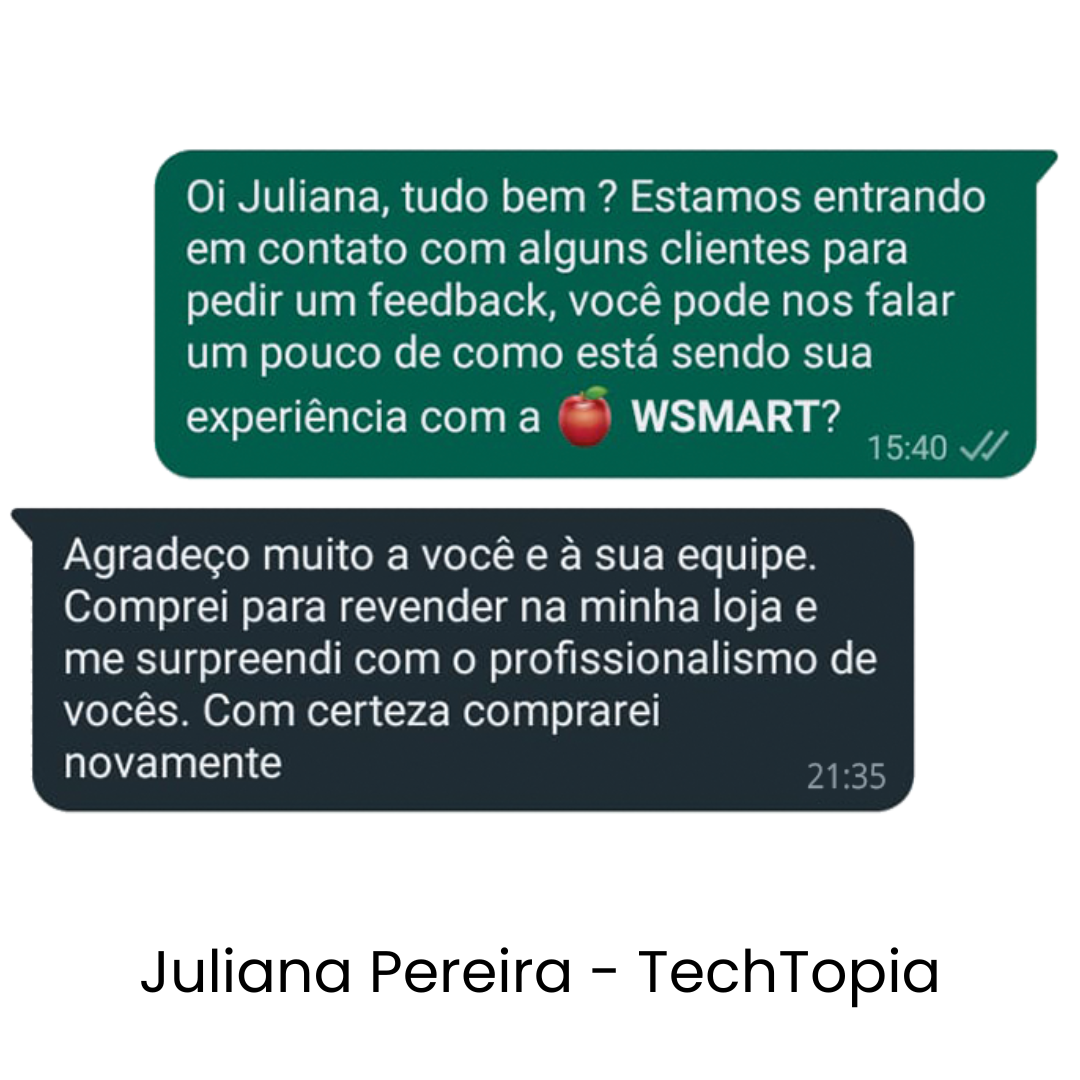 Oi Juliana, tudo bem ? Estamos entrando
em contato com alguns clientes para
pedir um feedback, você pode nos falar
um pouco de como está sendo sua
experiência com a 🍎 WSMART?
15:40
Agradeço muito a você e à sua equipe.
Comprei para revender na minha loja e
me surpreendi com o profissionalismo de
vocês. Com certeza comprarei
novamente
21:35
Juliana Pereira - TechTopia